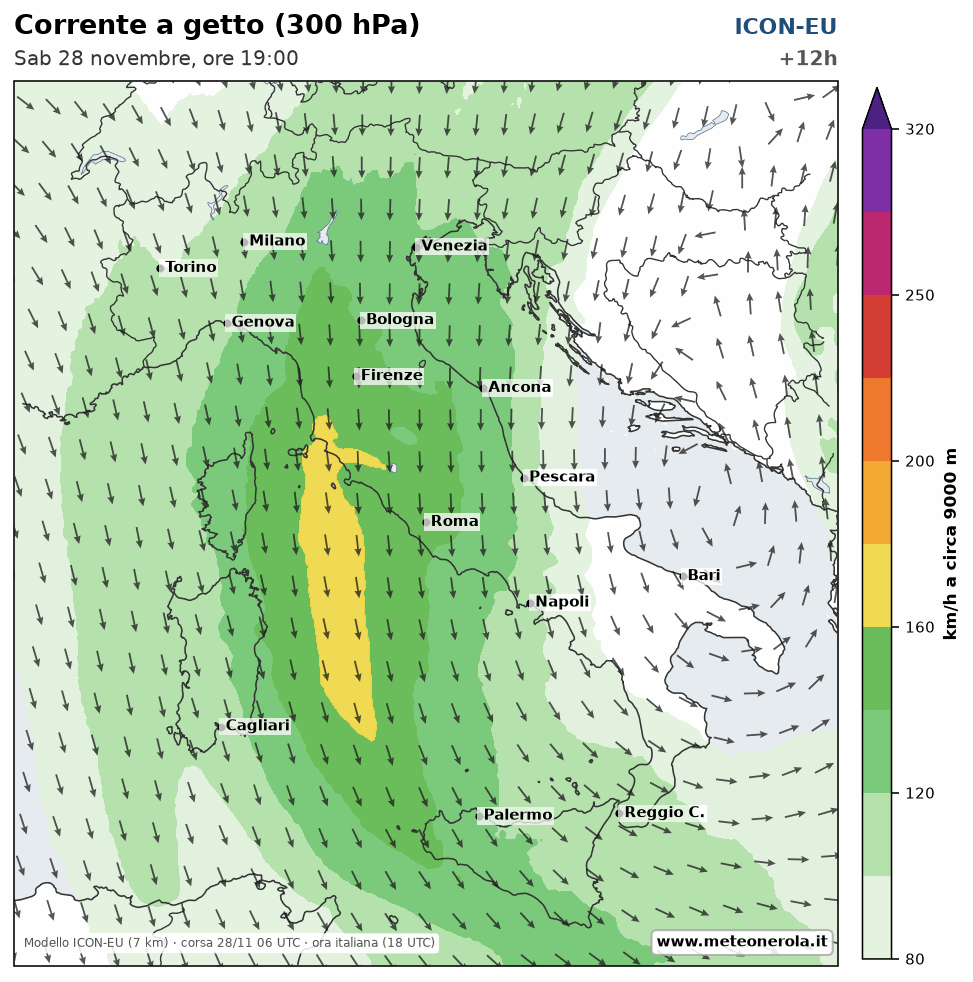 Corrente a getto (300 hPa)
ICON-EU
Sab 28 novembre, ore 19:00
+12h
320
Milano
Venezia
Torino
250
Genova
Bologna
Firenze
Ancona
200
Pescara
km/h a circa 9000 m
Roma
Bari
Napoli
160
Cagliari
120
Palermo
Reggio C.
Modello ICON-EU (7 km) · corsa 28/11 06 UTC · ora italiana (18 UTC)
www.meteonerola.it
80